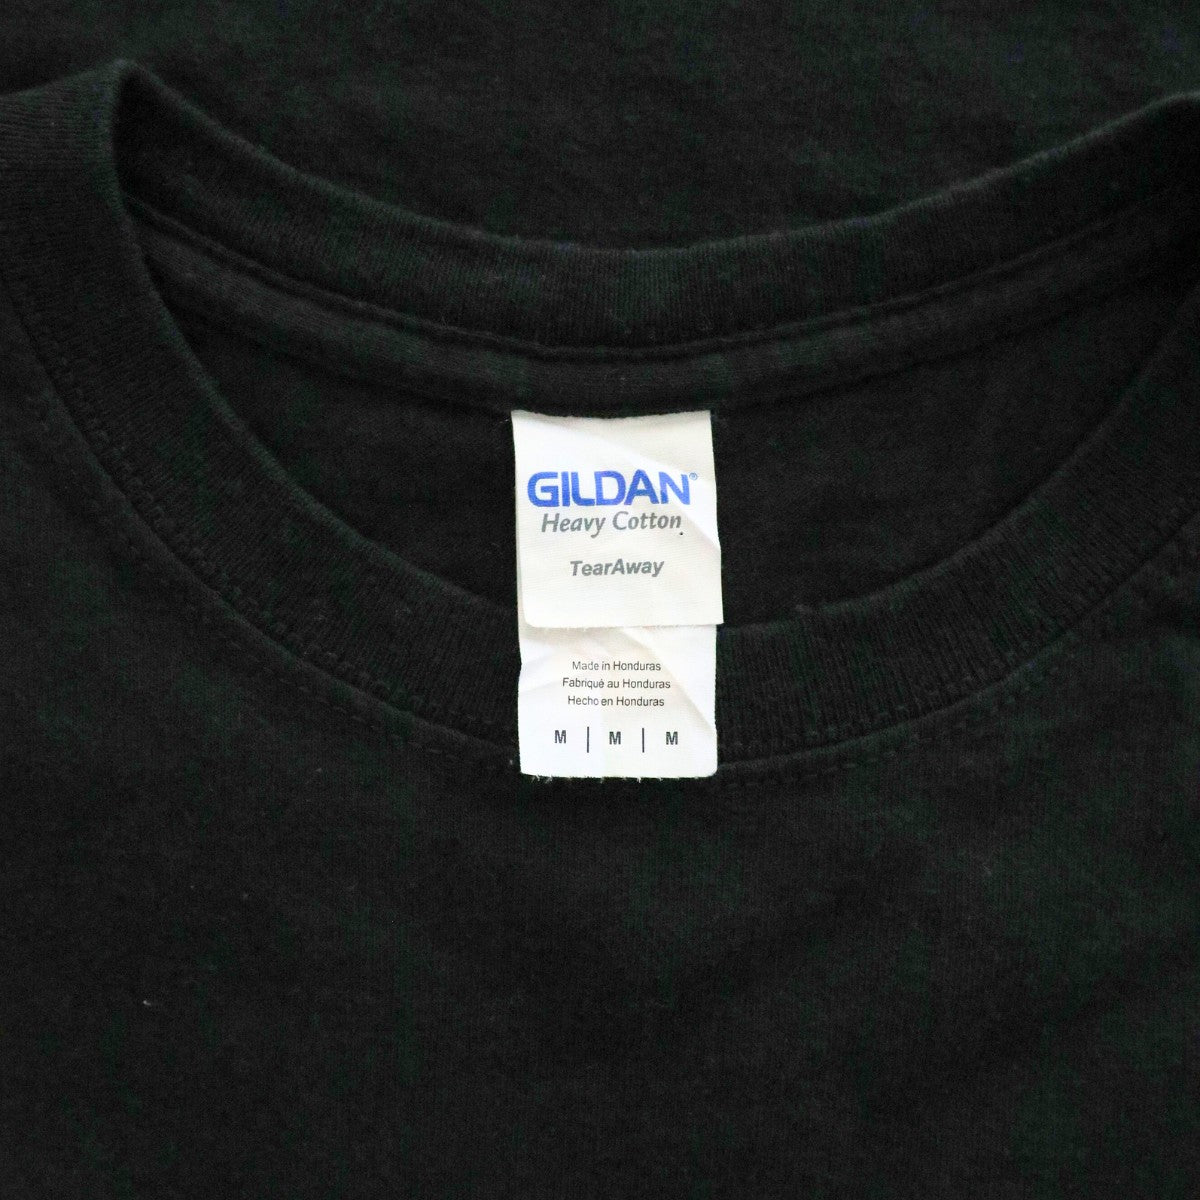 GILDAN®
Heavy Cotton
TearAway
Made in Honduras
Fabriqué au Honduras
Hecho en Honduras
M | M | M